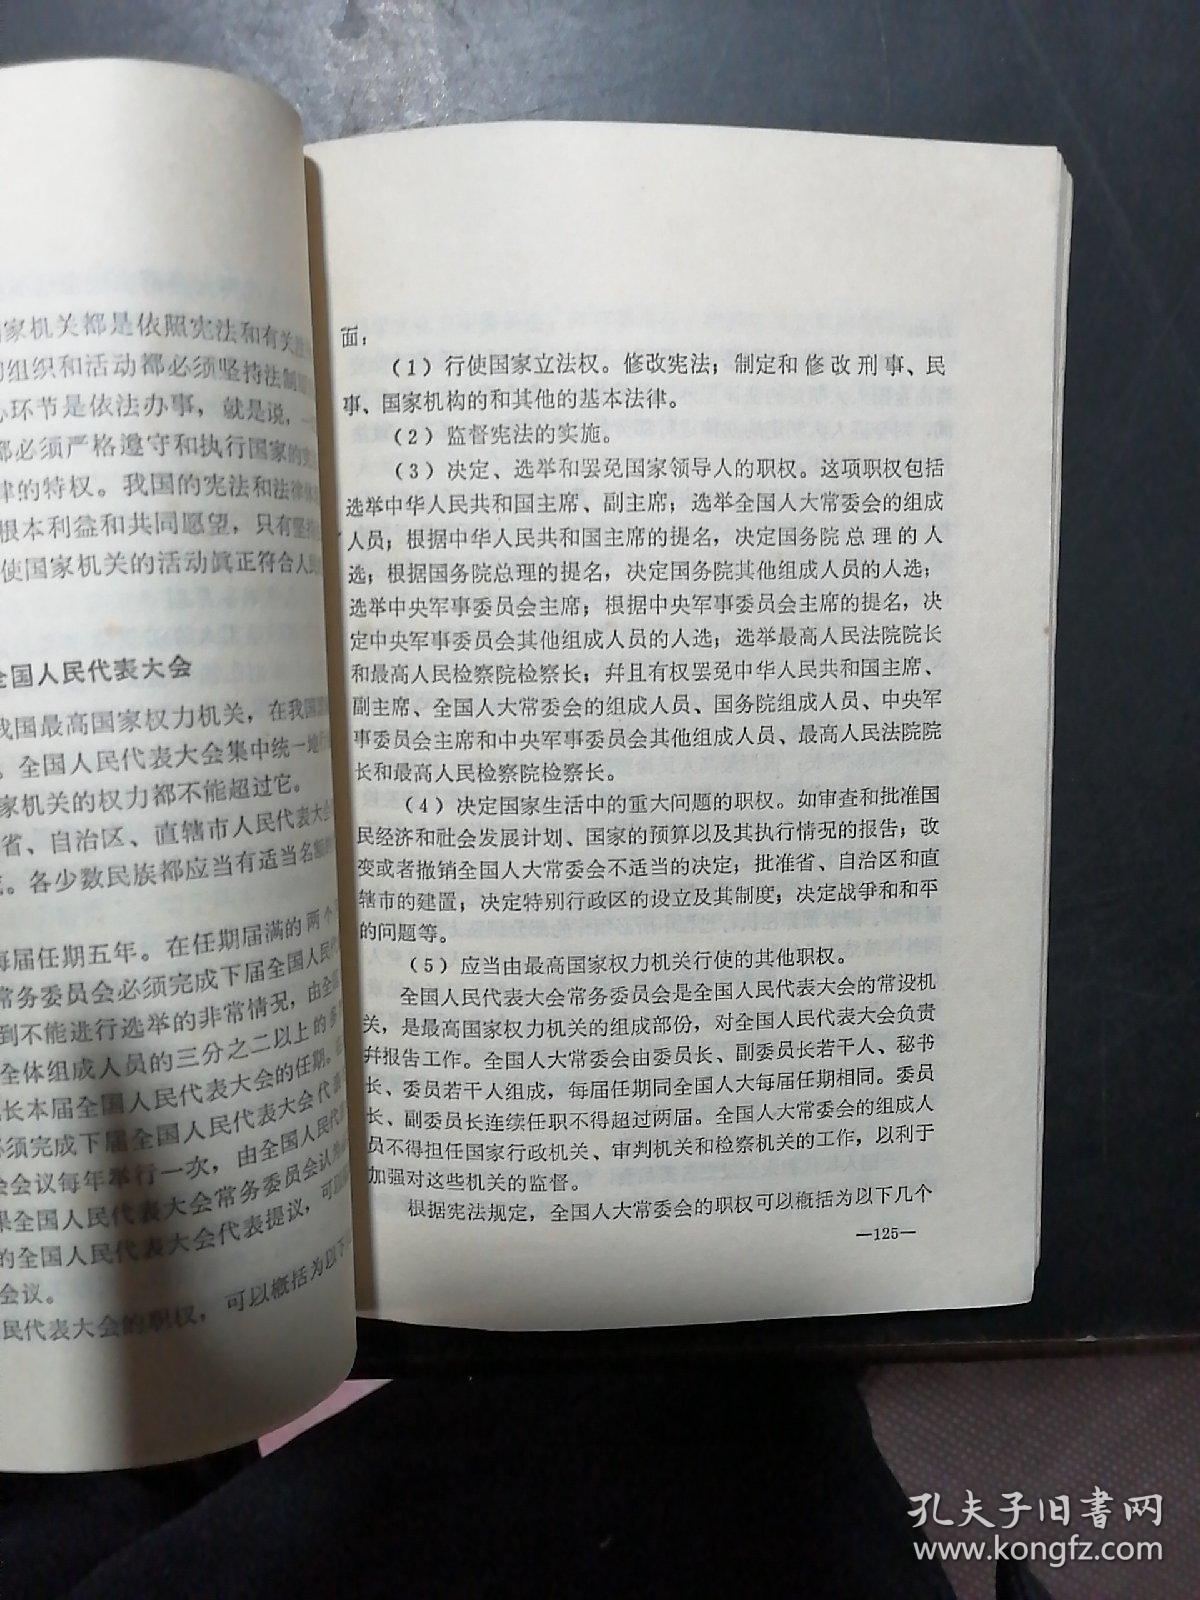 家机关都是依照宪法和有关法
组织和活动都必须坚持法制
环节是依法办事，就是说，一
都必须严格遵守和执行国家的宪
律的特权。我国的宪法和法律体
根本利益和共同愿望，只有坚持
使国家机关的活动真正符合人民
全国人民代表大会
我国最高国家权力机关，在我国
。全国人民代表大会集中统一地行
家机关的权力都不能超过它。
省、自治区、直辖市人民代表大会
。各少数民族都应当有适当名额的
每届任期五年。在任期届满的两个
常务委员会必须完成下届全国人民代
到不能进行选举的非常情况，由全国
全体组成人员的三分之二以上的多
长本届全国人民代表大会的任期。
必须完成下届全国人民代表大会代表
会会议每年举行一次，由全国人民代
果全国人民代表大会常务委员会认为
的全国人民代表大会代表提议，可以
会议。
民代表大会的职权，可以概括为以下
面：
（1）行使国家立法权。修改宪法；制定和修改刑事、民
事、国家机构的和其他的基本法律。
（2）监督宪法的实施。
（3）决定、选举和罢免国家领导人的职权。这项职权包括
选举中华人民共和国主席、副主席；选举全国人大常委会的组成
人员；根据中华人民共和国主席的提名，决定国务院总理的人
选；根据国务院总理的提名，决定国务院其他组成人员的人选；
选举中央军事委员会主席；根据中央军事委员会主席的提名，决
定中央军事委员会其他组成人员的人选；选举最高人民法院院长
和最高人民检察院检察长；并且有权罢免中华人民共和国主席、
副主席、全国人大常委会的组成人员、国务院组成人员、中央军
事委员会主席和中央军事委员会其他组成人员、最高人民法院院
长和最高人民检察院检察长。
（4）决定国家生活中的重大问题的职权。如审查和批准国
民经济和社会发展计划、国家的预算以及其执行情况的报告；改
变或者撤销全国人大常委会不适当的决定；批准省、自治区和直
辖市的建置；决定特别行政区的设立及其制度；决定战争和和平
的问题等。
（5）应当由最高国家权力机关行使的其他职权。
全国人民代表大会常务委员会是全国人民代表大会的常设机
关，是最高国家权力机关的组成部份，对全国人民代表大会负责
并报告工作。全国人大常委会由委员长、副委员长若干人、秘书
长、委员若干人组成，每届任期同全国人大每届任期相同。委员
长、副委员长连续任职不得超过两届。全国人大常委会的组成人
员不得担任国家行政机关、审判机关和检察机关的工作，以利于
加强对这些机关的监督。
根据宪法规定，全国人大常委会的职权可以概括为以下几个
—125—
孔夫子旧书网
www.kongfz.com